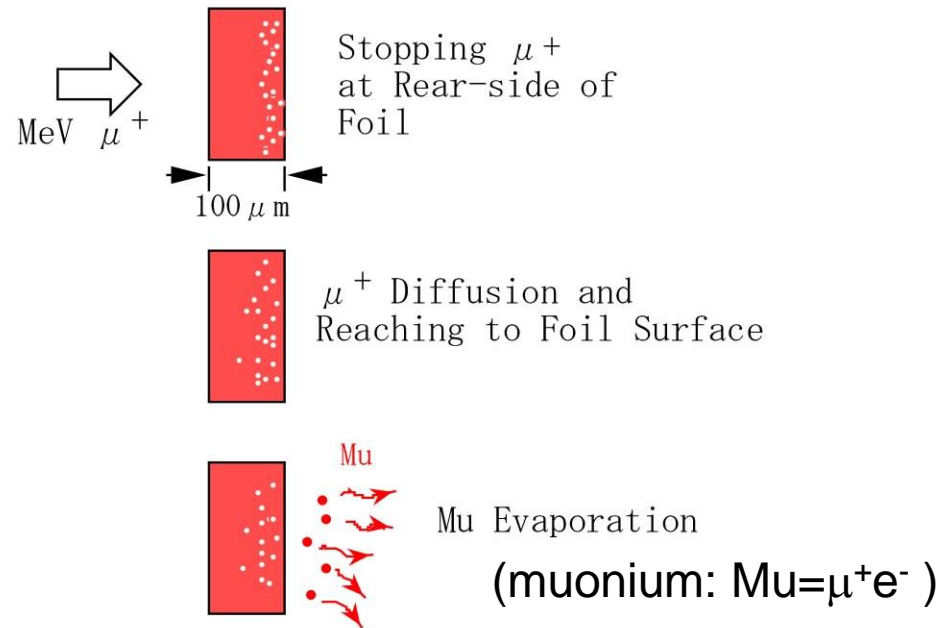 Stopping μ+
at Rear-side of
Foil
MeV μ+
100 μm
μ+ Diffusion and
Reaching to Foil Surface
Mu
Mu Evaporation
(muonium: Mu=μ+e- )